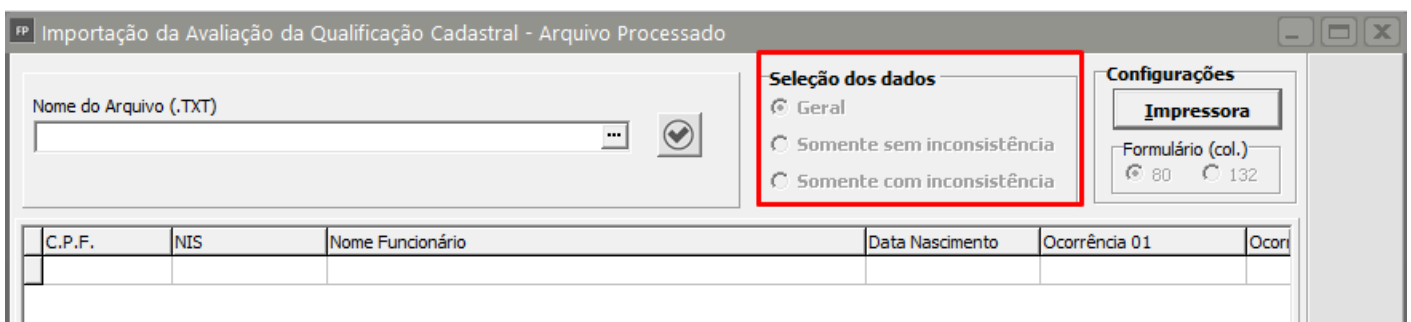 FP Importação da Avaliação da Qualificação Cadastral - Arquivo Processado
Nome do Arquivo (.TXT)
...
Seleção dos dados
Geral
Somente sem inconsistência
Somente com inconsistência
Configurações
Impressora
Formulário (col.)
80 132
C.P.F. NIS Nome Funcionário Data Nascimento Ocorrência 01 Ocorr